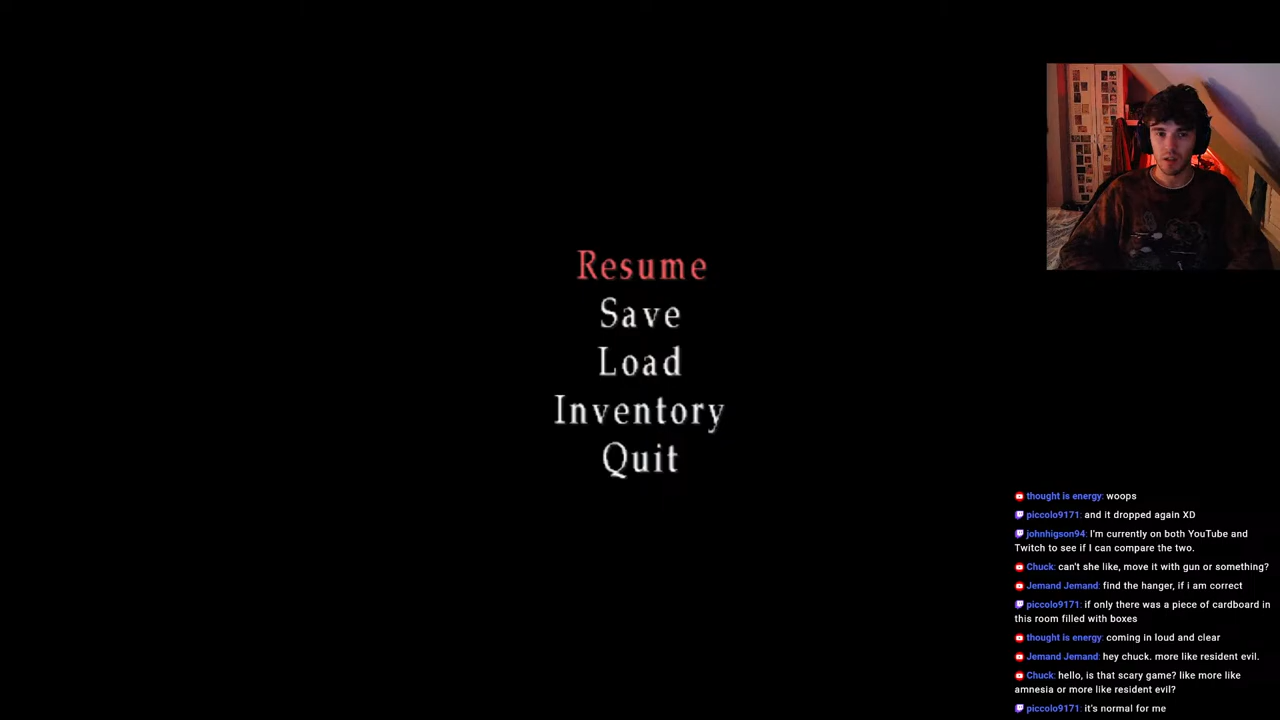 Resume
Save
Load
Inventory
Quit
thought is energy: woops
piccolo9171: and it dropped again XD
johnhigson94: I'm currently on both YouTube and
Twitch to see if I can compare the two.
Chuck: can't she like, move it with gun or something?
Jemand Jemand: find the hanger, if i am correct
piccolo9171: if only there was a piece of cardboard in
this room filled with boxes
thought is energy: coming in loud and clear
Jemand Jemand: hey chuck. more like resident evil.
Chuck: hello, is that scary game? like more like
amnesia or more like resident evil?
piccolo9171: it's normal for me